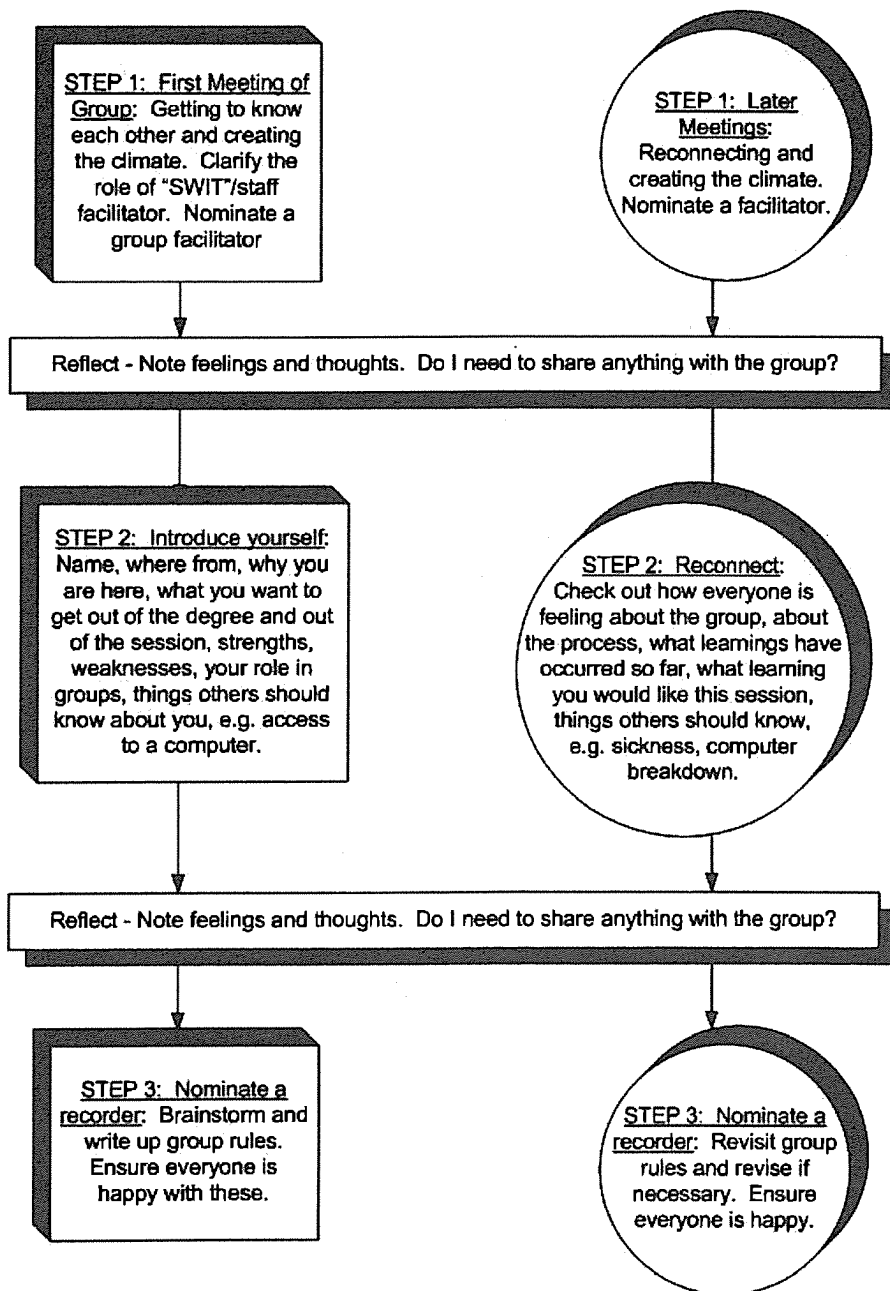 STEP 1: First Meeting of
Group: Getting to know
each other and creating
the climate. Clarify the
role of "SWIT"/staff
facilitator. Nominate a
group facilitator
STEP 1: Later
Meetings:
Reconnecting and
creating the climate.
Nominate a facilitator.
Reflect - Note feelings and thoughts. Do I need to share anything with the group?
STEP 2: Introduce yourself:
Name, where from, why you
are here, what you want to
get out of the degree and out
of the session, strengths,
weaknesses, your role in
groups, things others should
know about you, e.g. access
to a computer.
STEP 2: Reconnect:
Check out how everyone is
feeling about the group, about
the process, what learnings have
occurred so far, what learning
you would like this session,
things others should know,
e.g. sickness, computer
breakdown.
Reflect - Note feelings and thoughts. Do I need to share anything with the group?
STEP 3: Nominate a
recorder: Brainstorm and
write up group rules.
Ensure everyone is
happy with these.
STEP 3: Nominate a
recorder: Revisit group
rules and revise if
necessary. Ensure
everyone is happy.